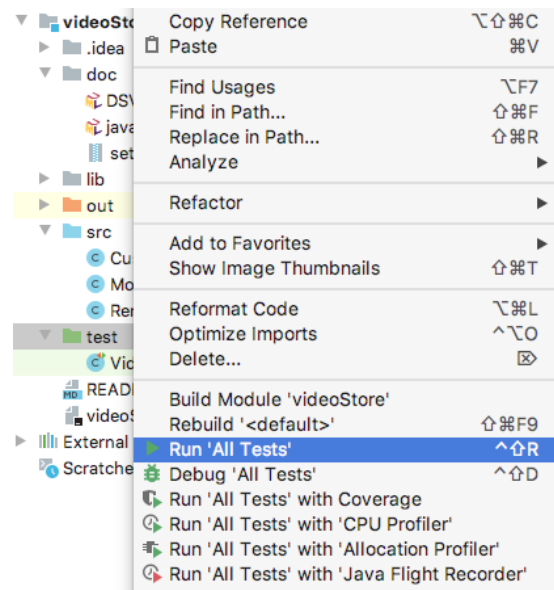 videoSto
.idea
doc
DSV
java
set
lib
out
src
Cu
Mo
Rer
test
Vid
MD READI
videoS
External
Scratche
Copy Reference ⌥⇧⌘C
Paste ⌘V
Find Usages ⌥F7
Find in Path... ⇧⌘F
Replace in Path... ⇧⌘R
Analyze
Refactor
Add to Favorites
Show Image Thumbnails ⇧⌘T
Reformat Code ⌥⌘L
Optimize Imports ^⌥O
Delete... ⌦
Build Module 'videoStore'
Rebuild '<default>' ⇧⌘F9
Run 'All Tests' ^⇧R
Debug 'All Tests' ^⇧D
Run 'All Tests' with Coverage
Run 'All Tests' with 'CPU Profiler'
Run 'All Tests' with 'Allocation Profiler'
Run 'All Tests' with 'Java Flight Recorder'